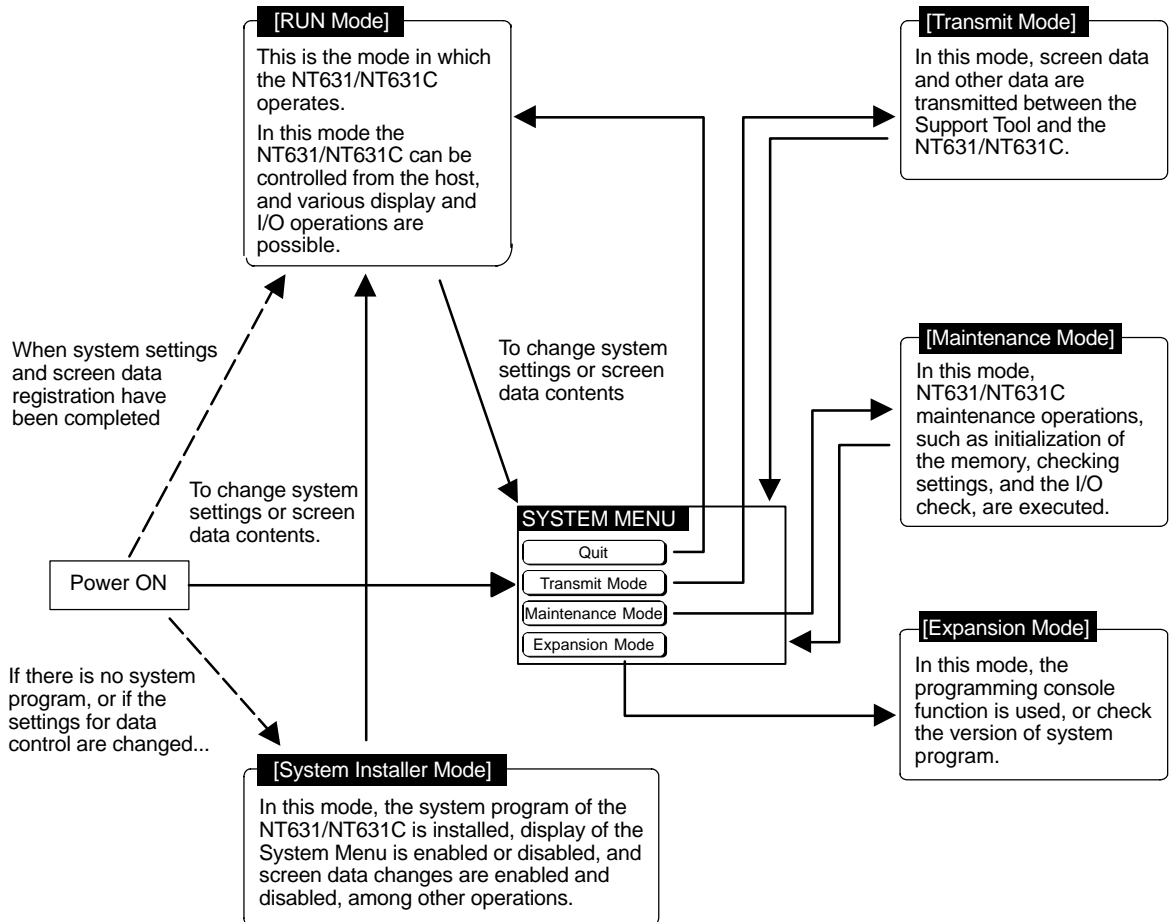 [RUN Mode]
This is the mode in which
the NT631/NT631C
operates.
In this mode the
NT631/NT631C can be
controlled from the host,
and various display and
I/O operations are
possible.
[Transmit Mode]
In this mode, screen data
and other data are
transmitted between the
Support Tool and the
NT631/NT631C.
When system settings
and screen data
registration have
been completed
To change system
settings or screen
data contents
[Maintenance Mode]
In this mode,
NT631/NT631C
maintenance operations,
such as initialization of
the memory, checking
settings, and the I/O
check, are executed.
To change system
settings or screen
data contents.
Power ON
SYSTEM MENU
Quit
Transmit Mode
Maintenance Mode
Expansion Mode
[Expansion Mode]
In this mode, the
programming console
function is used, or check
the version of system
program.
If there is no system
program, or if the
settings for data
control are changed...
[System Installer Mode]
In this mode, the system program of the
NT631/NT631C is installed, display of the
System Menu is enabled or disabled, and
screen data changes are enabled and
disabled, among other operations.